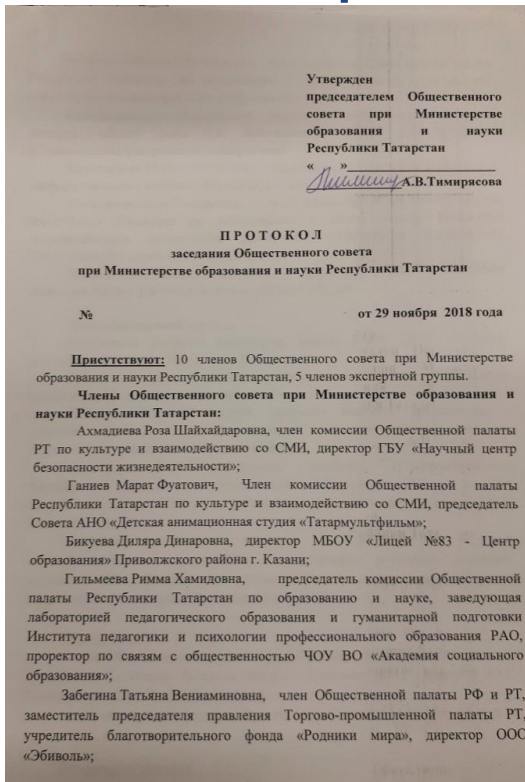 Утвержден
председателем Общественного
совета при Министерстве
образования и науки
Республики Татарстан
« »
А.В.Тимирясова
П Р О Т О К О Л
заседания Общественного совета
при Министерстве образования и науки Республики Татарстан
№ от 29 ноября 2018 года
Присутствуют: 10 членов Общественного совета при Министерстве
образования и науки Республики Татарстан, 5 членов экспертной группы.
Члены Общественного совета при Министерстве образования и
науки Республики Татарстан:
Ахмадиева Роза Шайхайдаровна, член комиссии Общественной палаты
РТ по культуре и взаимодействию со СМИ, директор ГБУ «Научный центр
безопасности жизнедеятельности»;
Ганиев Марат Фуатович, Член комиссии Общественной палаты
Республики Татарстан по культуре и взаимодействию со СМИ, председатель
Совета АНО «Детская анимационная студия «Татармультфильм»;
Бикуева Диляра Динаровна, директор МБОУ «Лицей №83 - Центр
образования» Приволжского района г. Казани;
Гильмеева Римма Хамидовна, председатель комиссии Общественной
палаты Республики Татарстан по образованию и науке, заведующая
лабораторией педагогического образования и гуманитарной подготовки
Института педагогики и психологии профессионального образования РАО,
проректор по связям с общественностью ЧОУ ВО «Академия социального
образования»;
Забегина Татьяна Вениаминовна, член Общественной палаты РФ и РТ,
заместитель председателя правления Торгово-промышленной палаты РТ,
учредитель благотворительного фонда «Родники мира», директор ООО
«Эбиволь»;